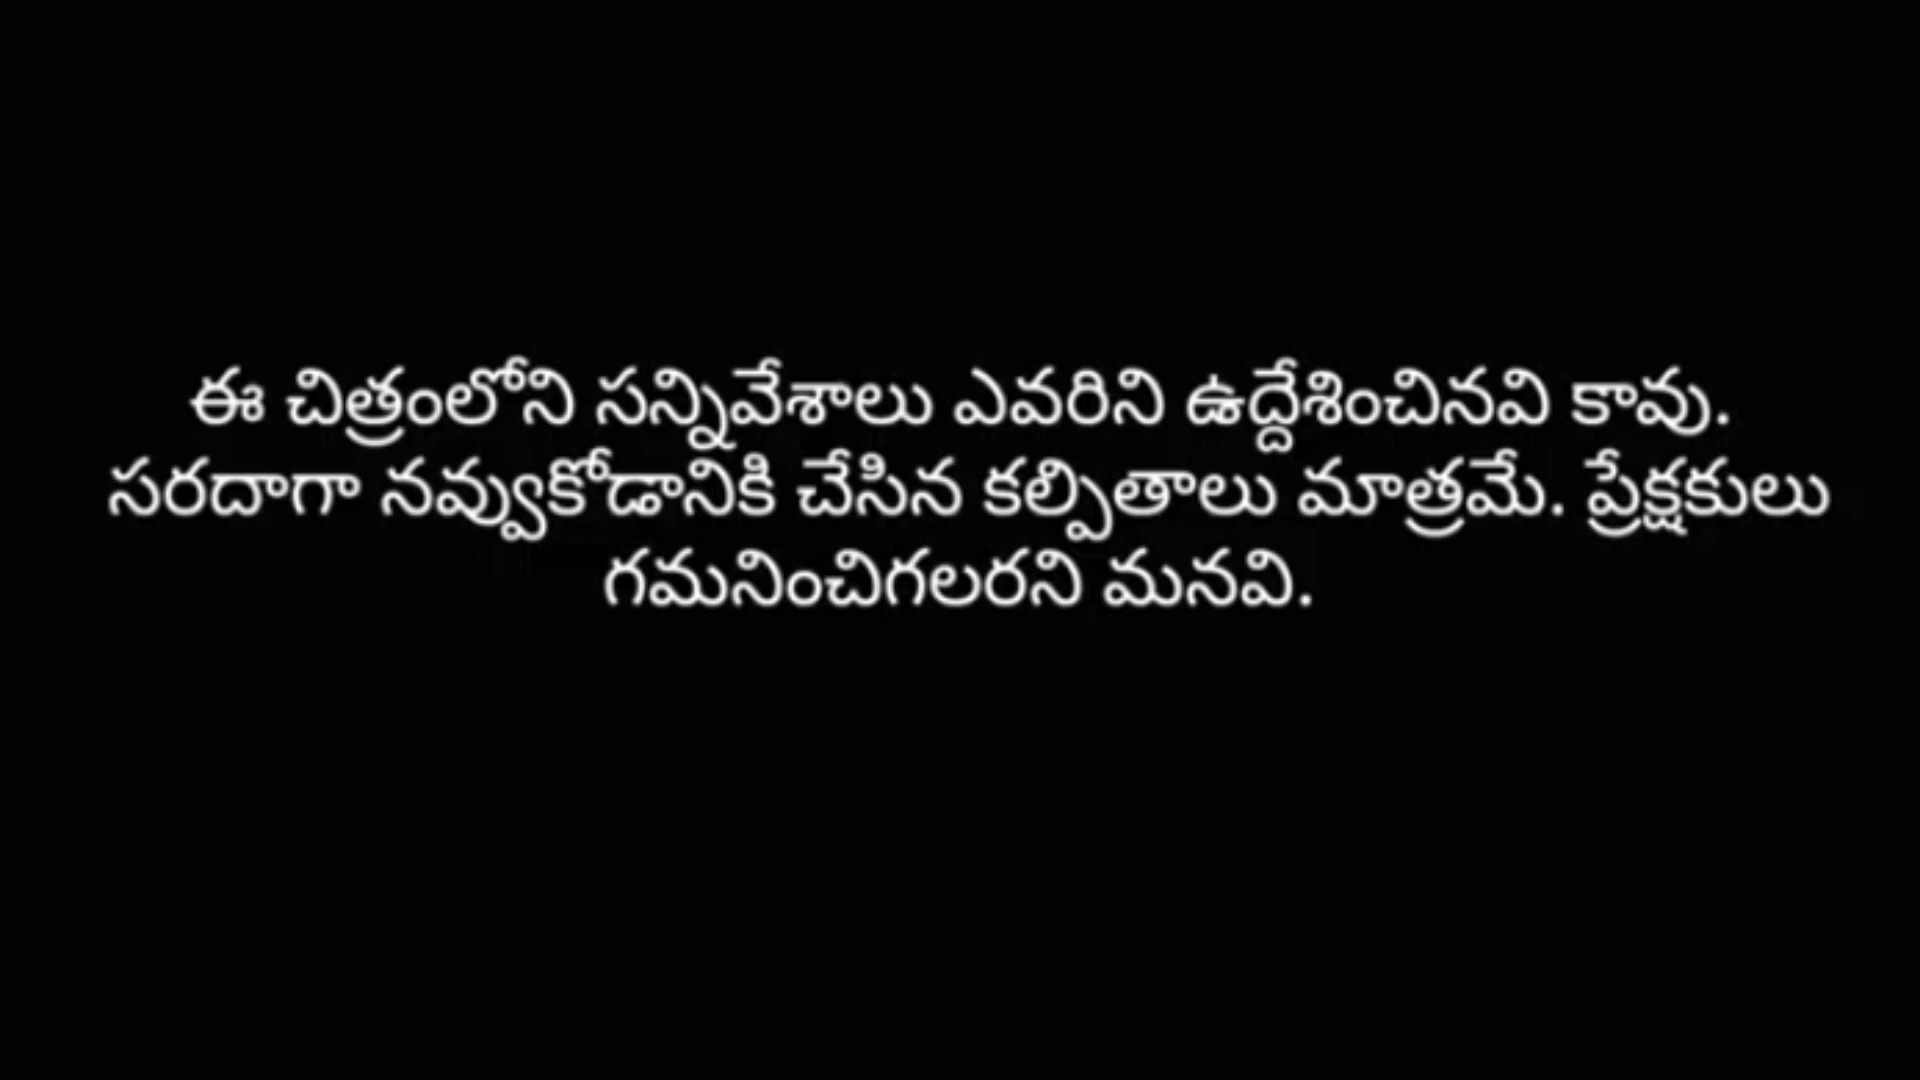 ఈ చిత్రంలోని సన్నివేశాలు ఎవరిని ఉద్దేశించినవి కావు.
సరదాగా నవ్వుకోడానికి చేసిన కల్పితాలు మాత్రమే. ప్రేక్షకులు
గమనించిగలరని మనవి.